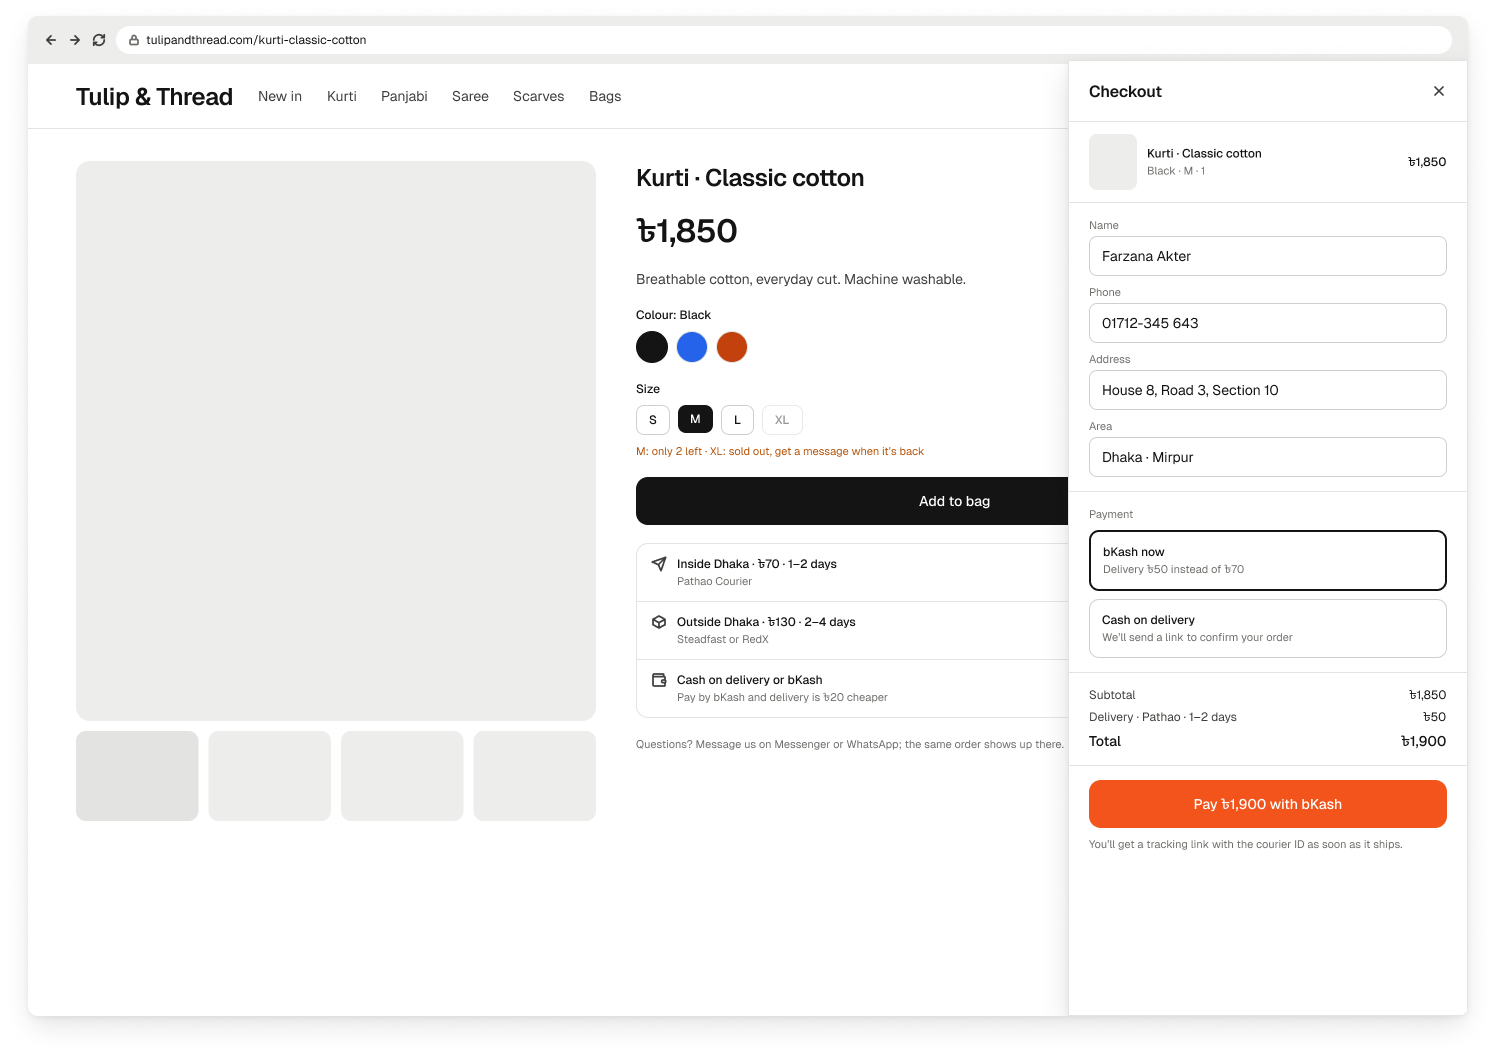 tulipandthread.com/kurti-classic-cotton
Tulip & Thread
New in
Kurti
Panjabi
Saree
Scarves
Bags
Kurti · Classic cotton
৳1,850
Breathable cotton, everyday cut. Machine washable.
Colour: Black
Size
S
M
L
XL
M: only 2 left · XL: sold out, get a message when it's back
Add to bag
Inside Dhaka · ৳70 · 1–2 days
Pathao Courier
Outside Dhaka · ৳130 · 2–4 days
Steadfast or RedX
Cash on delivery or bKash
Pay by bKash and delivery is ৳20 cheaper
Questions? Message us on Messenger or WhatsApp; the same order shows up there.
Checkout
Kurti · Classic cotton
Black · M · 1
৳1,850
Name
Farzana Akter
Phone
01712-345 643
Address
House 8, Road 3, Section 10
Area
Dhaka · Mirpur
Payment
bKash now
Delivery ৳50 instead of ৳70
Cash on delivery
We'll send a link to confirm your order
Subtotal ৳1,850
Delivery · Pathao · 1–2 days ৳50
Total ৳1,900
Pay ৳1,900 with bKash
You'll get a tracking link with the courier ID as soon as it ships.